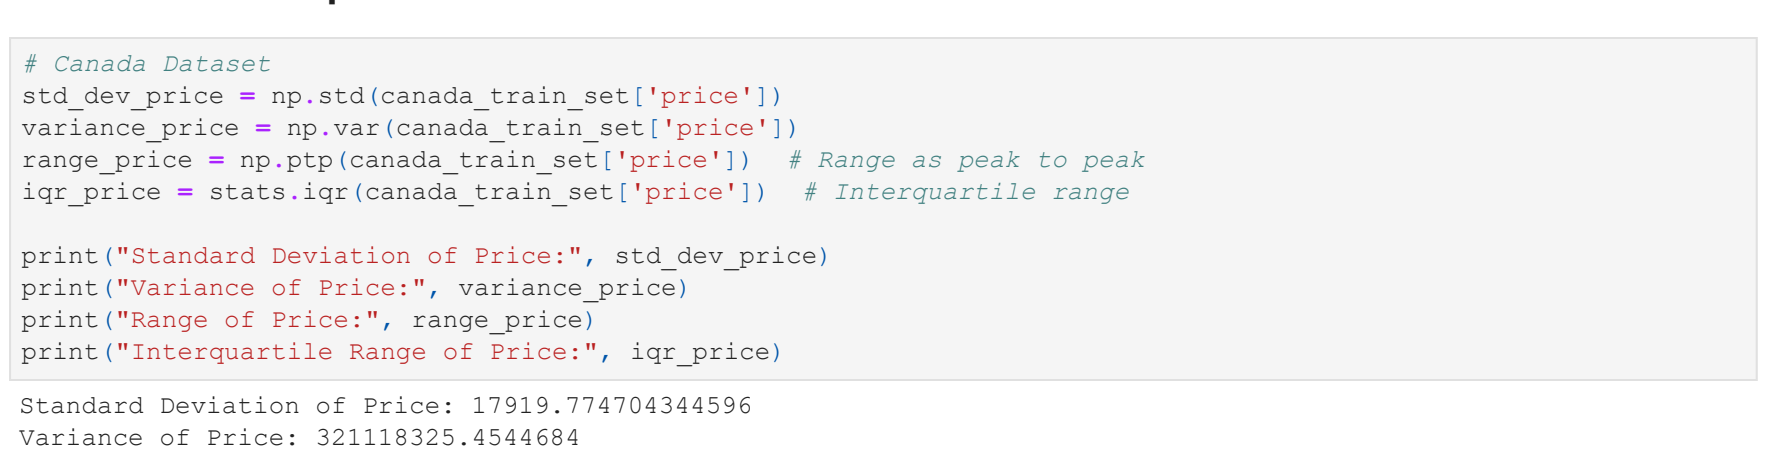 # Canada Dataset
std_dev_price = np.std(canada_train_set['price'])
variance_price = np.var(canada_train_set['price'])
range_price = np.ptp(canada_train_set['price'])  # Range as peak to peak
iqr_price = stats.iqr(canada_train_set['price'])  # Interquartile range
print("Standard Deviation of Price:", std_dev_price)
print("Variance of Price:", variance_price)
print("Range of Price:", range_price)
print("Interquartile Range of Price:", iqr_price)
Standard Deviation of Price: 17919.774704344596
Variance of Price: 321118325.4544684